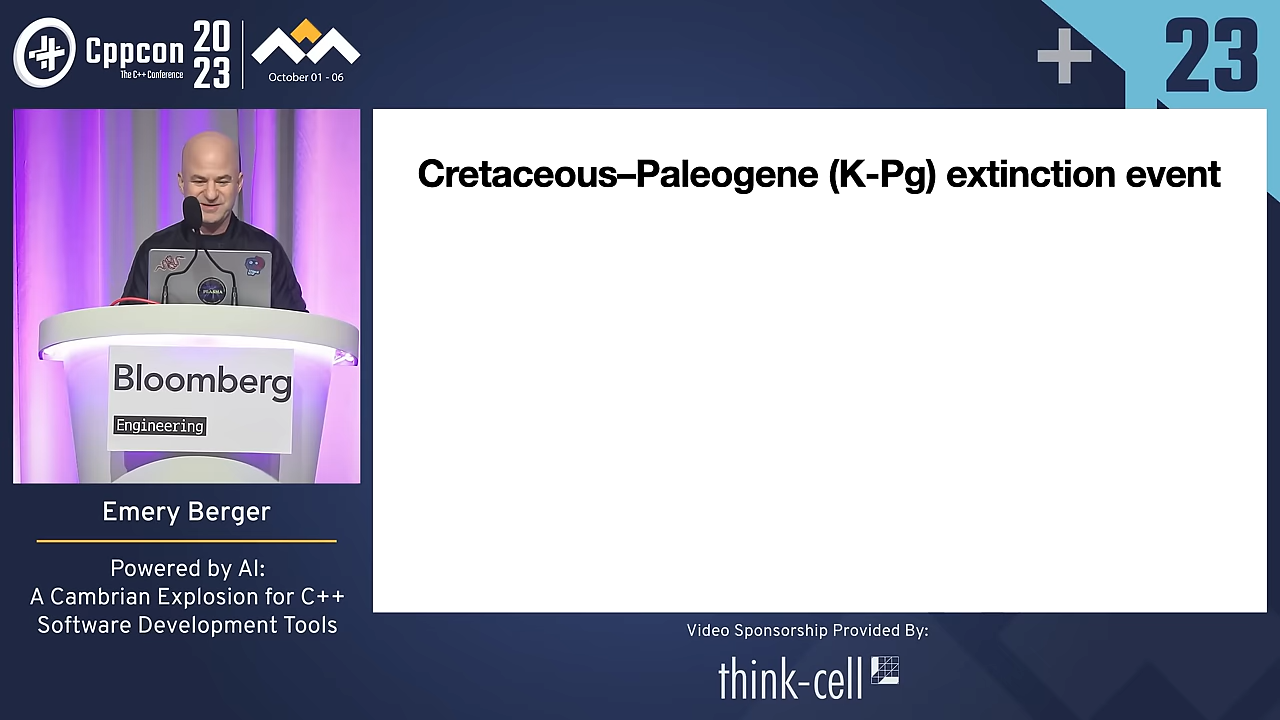 Cppcon
The C++ Conference
20
23
October 01 - 06
23
Cretaceous–Paleogene (K-Pg) extinction event
PLASMA
Bloomberg
Engineering
Emery Berger
Powered by AI:
A Cambrian Explosion for C++
Software Development Tools
Video Sponsorship Provided By:
think-cell